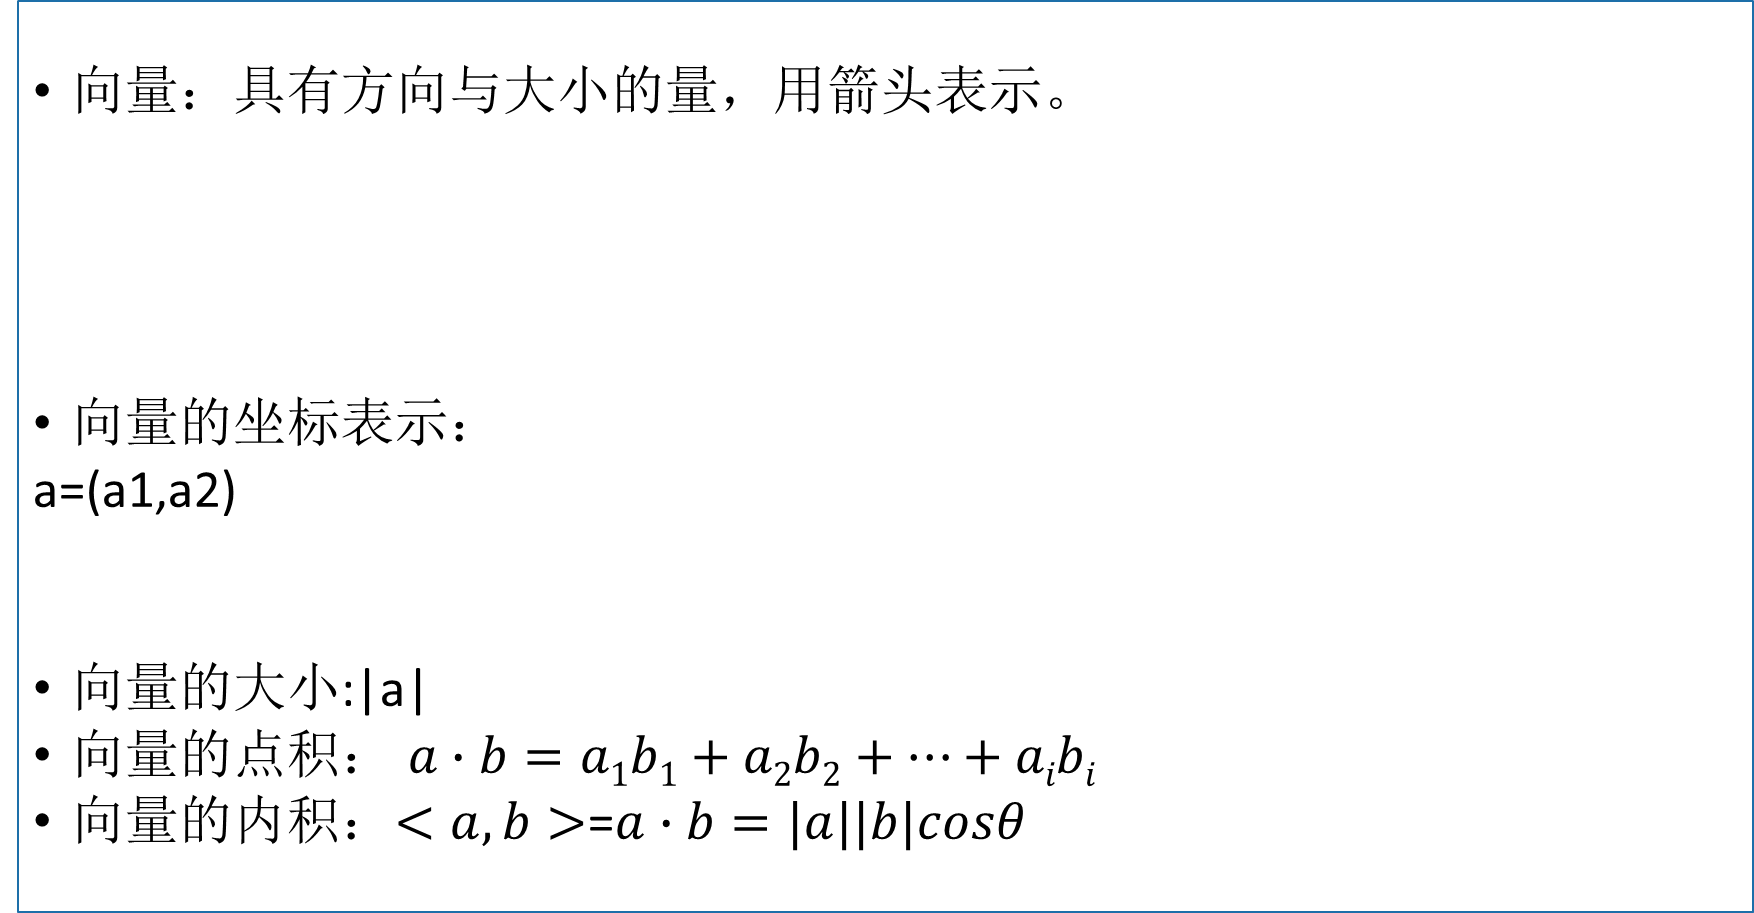 • 向量：具有方向与大小的量，用箭头表示。
• 向量的坐标表示：
a=(a1,a2)
• 向量的大小:|a|
• 向量的点积： a · b = a₁b₁ + a₂b₂ + ⋯ + aᵢbᵢ
• 向量的内积：< a, b >=a · b = |a||b|cosθ